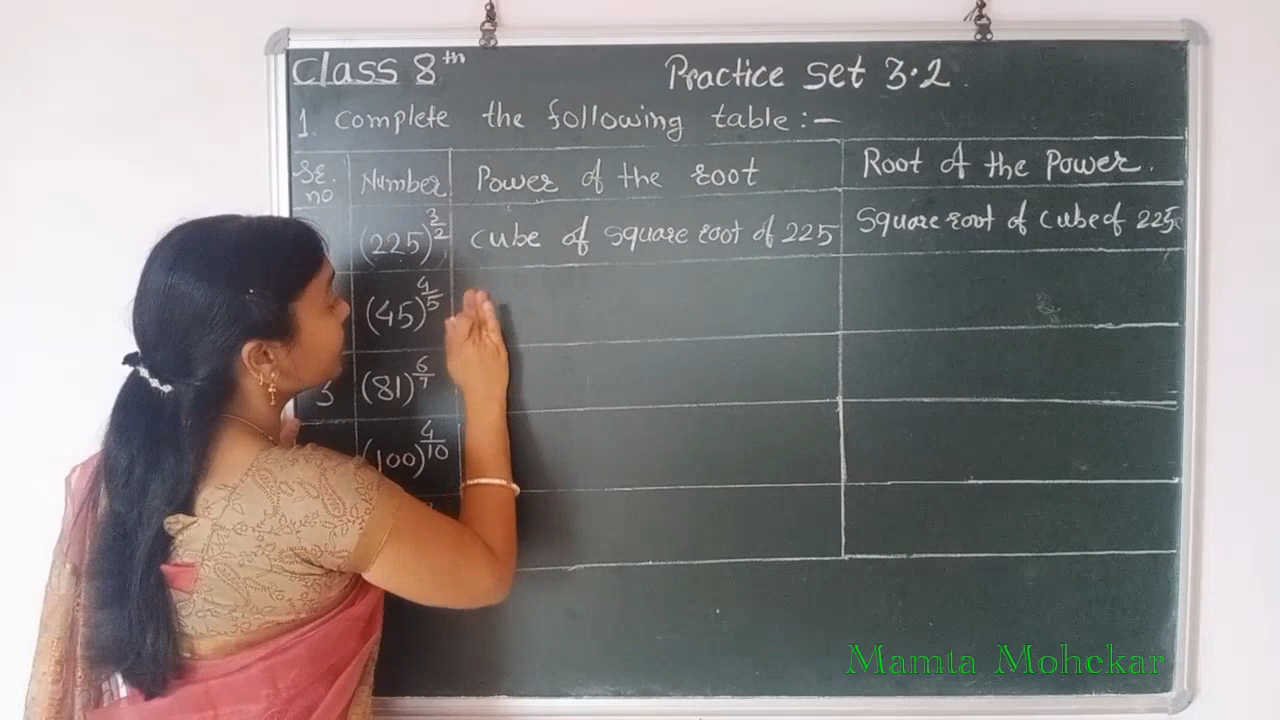 Class 8th
Practice Set 3.2
1. Complete the following table :-
Sr. no | Number | Power of the root | Root of the Power.
(225)^3/2 | Cube of square root of 225 | Square root of cube of 225
(45)^4/5
3 | (81)^6/7
(100)^4/10
Mamta Mohekar